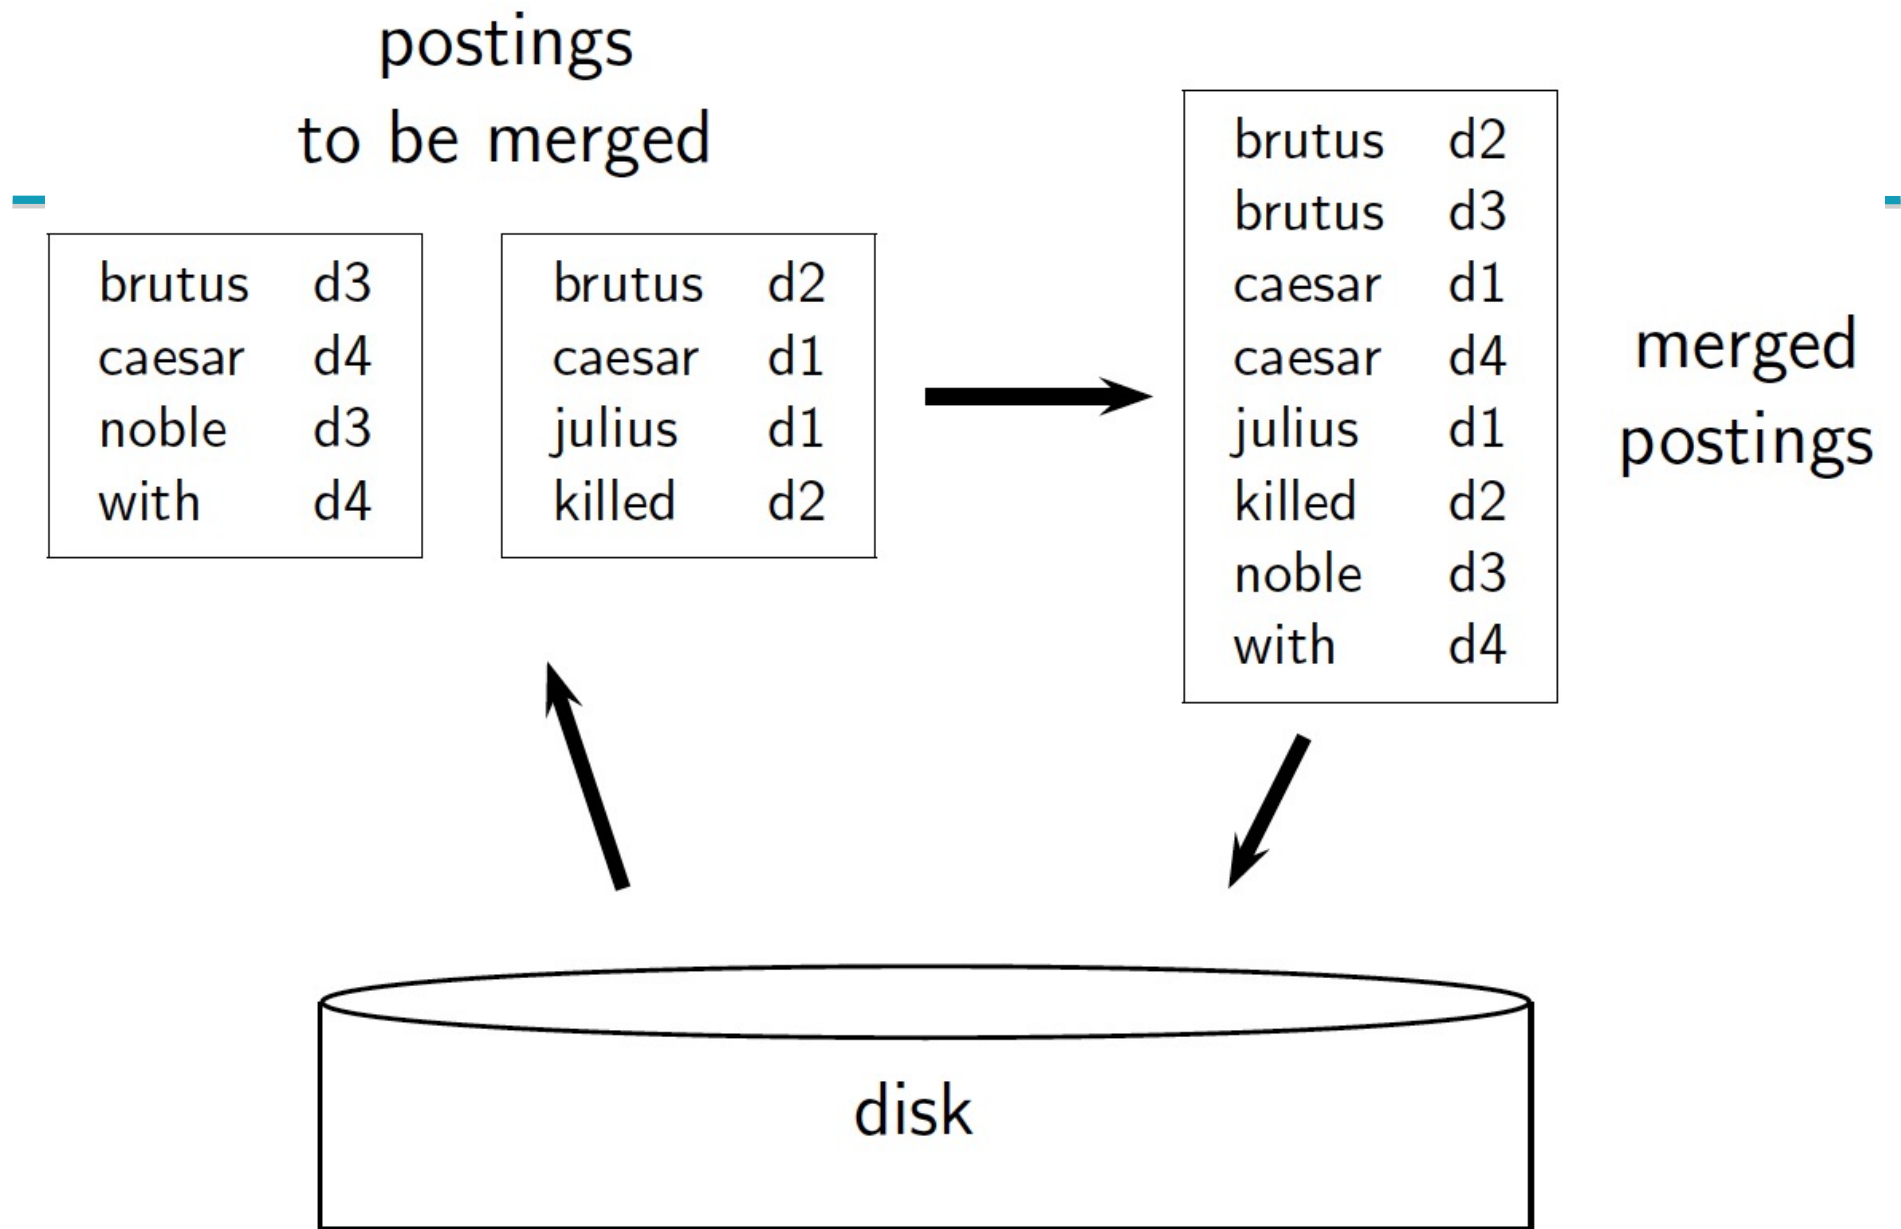 postings
to be merged
brutus d3
caesar d4
noble d3
with d4
brutus d2
caesar d1
julius d1
killed d2
brutus d2
brutus d3
caesar d1
caesar d4
julius d1
killed d2
noble d3
with d4
merged
postings
disk